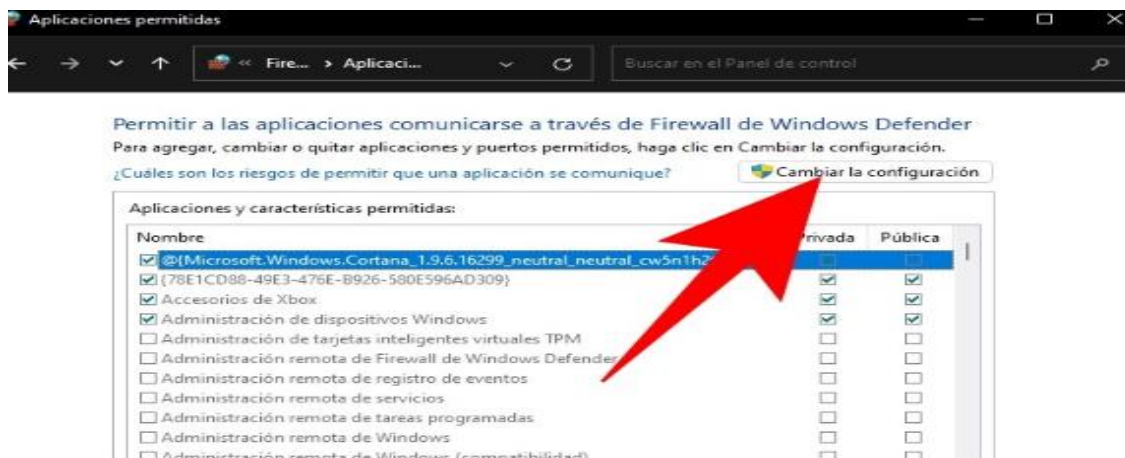 Aplicaciones permitidas
Fire... > Aplicaci...
Buscar en el Panel de control
Permitir a las aplicaciones comunicarse a través de Firewall de Windows Defender
Para agregar, cambiar o quitar aplicaciones y puertos permitidos, haga clic en Cambiar la configuración.
¿Cuáles son los riesgos de permitir que una aplicación se comunique?
Cambiar la configuración
Aplicaciones y características permitidas:
Nombre Privada Pública
@{Microsoft.Windows.Cortana_1.9.6.16299_neutral_neutral_cw5n1h2
{78E1CD88-49E3-476E-B926-580E596AD309}
Accesorios de Xbox
Administración de dispositivos Windows
Administración de tarjetas inteligentes virtuales TPM
Administración remota de Firewall de Windows Defender
Administración remota de registro de eventos
Administración remota de servicios
Administración remota de tareas programadas
Administración remota de Windows
Administración remota de Windows (compatibilidad)